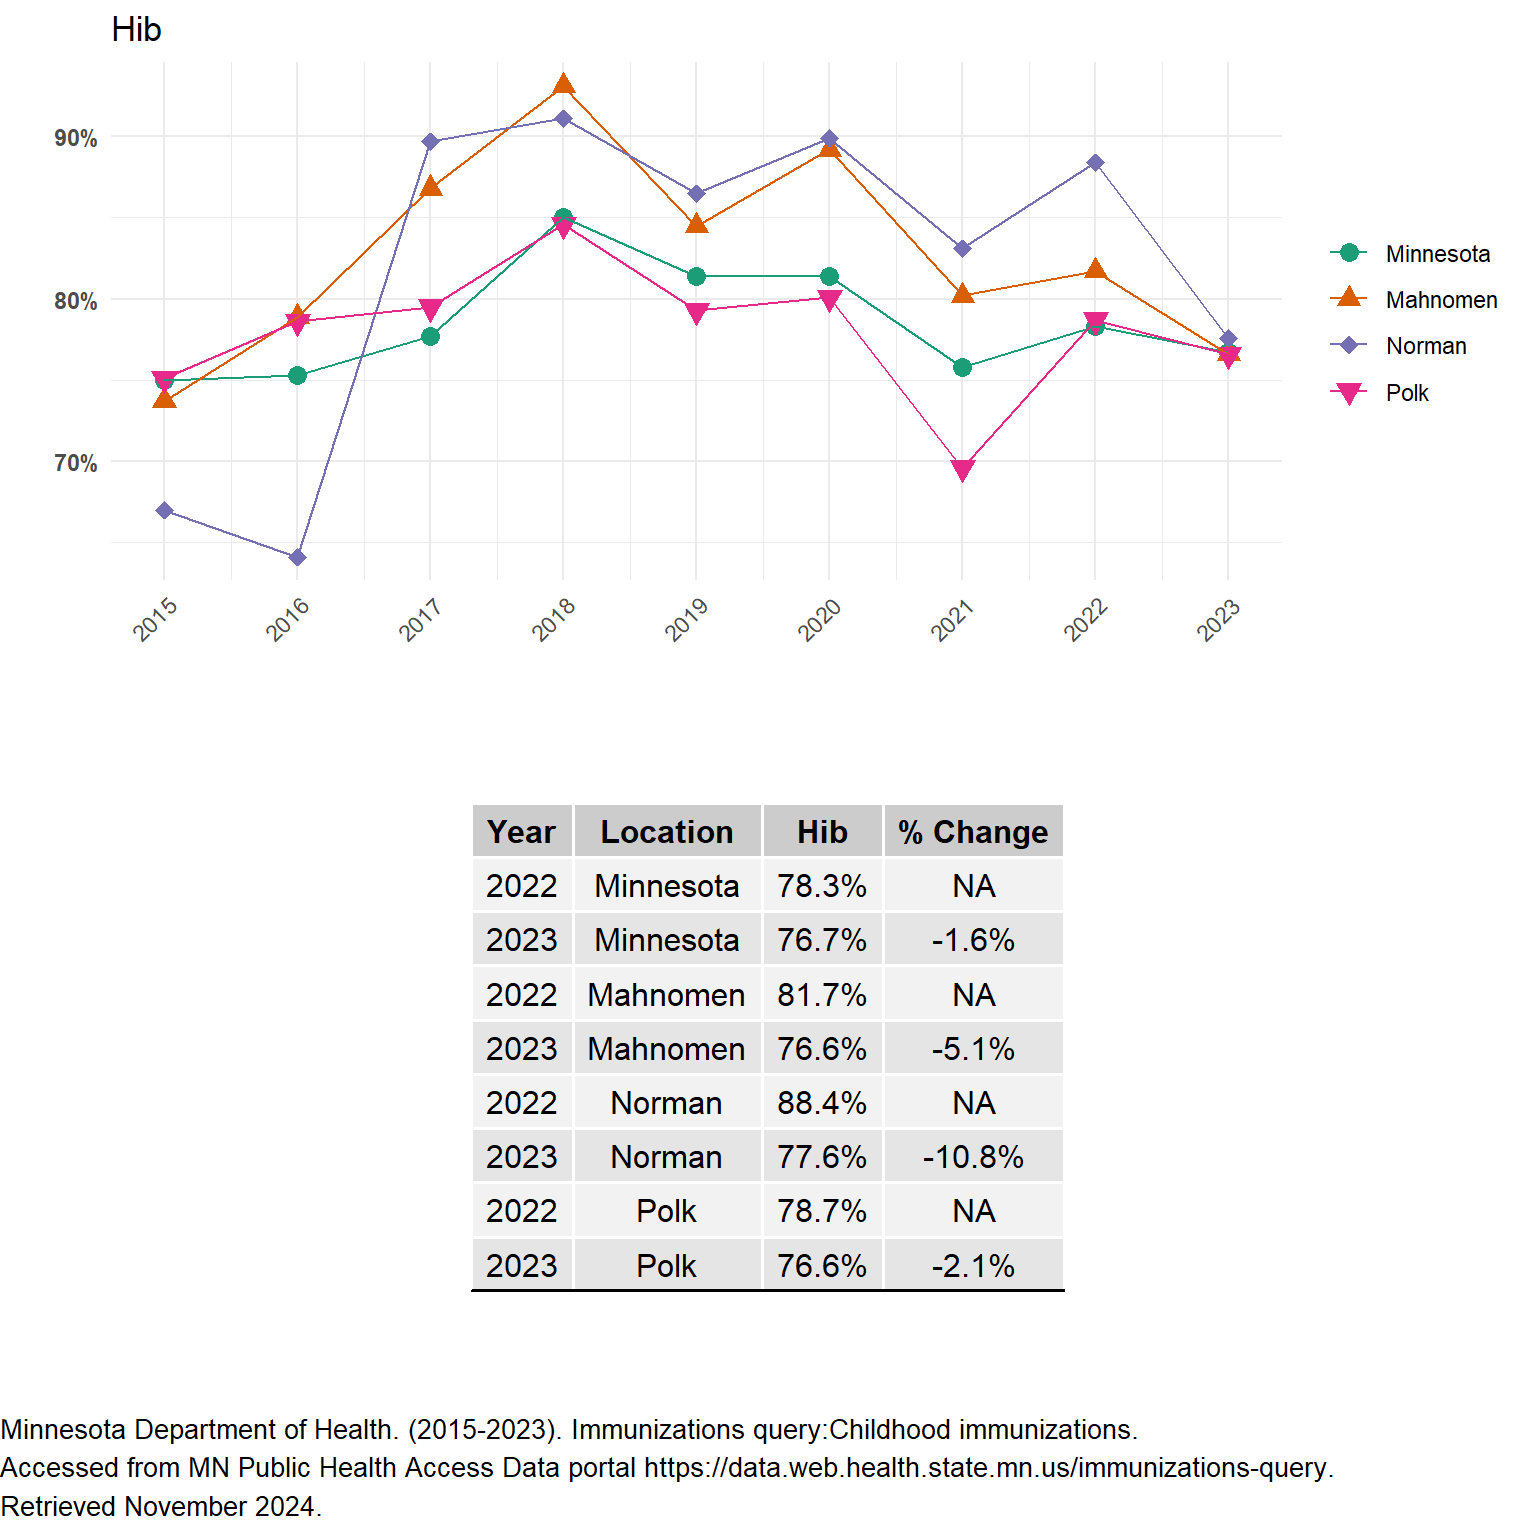 Hib
90%
80%
70%
2015 2016 2017 2018 2019 2020 2021 2022 2023
Minnesota
Mahnomen
Norman
Polk
Year Location Hib % Change
2022 Minnesota 78.3% NA
2023 Minnesota 76.7% -1.6%
2022 Mahnomen 81.7% NA
2023 Mahnomen 76.6% -5.1%
2022 Norman 88.4% NA
2023 Norman 77.6% -10.8%
2022 Polk 78.7% NA
2023 Polk 76.6% -2.1%
Minnesota Department of Health. (2015-2023). Immunizations query:Childhood immunizations.
Accessed from MN Public Health Access Data portal https://data.web.health.state.mn.us/immunizations-query.
Retrieved November 2024.